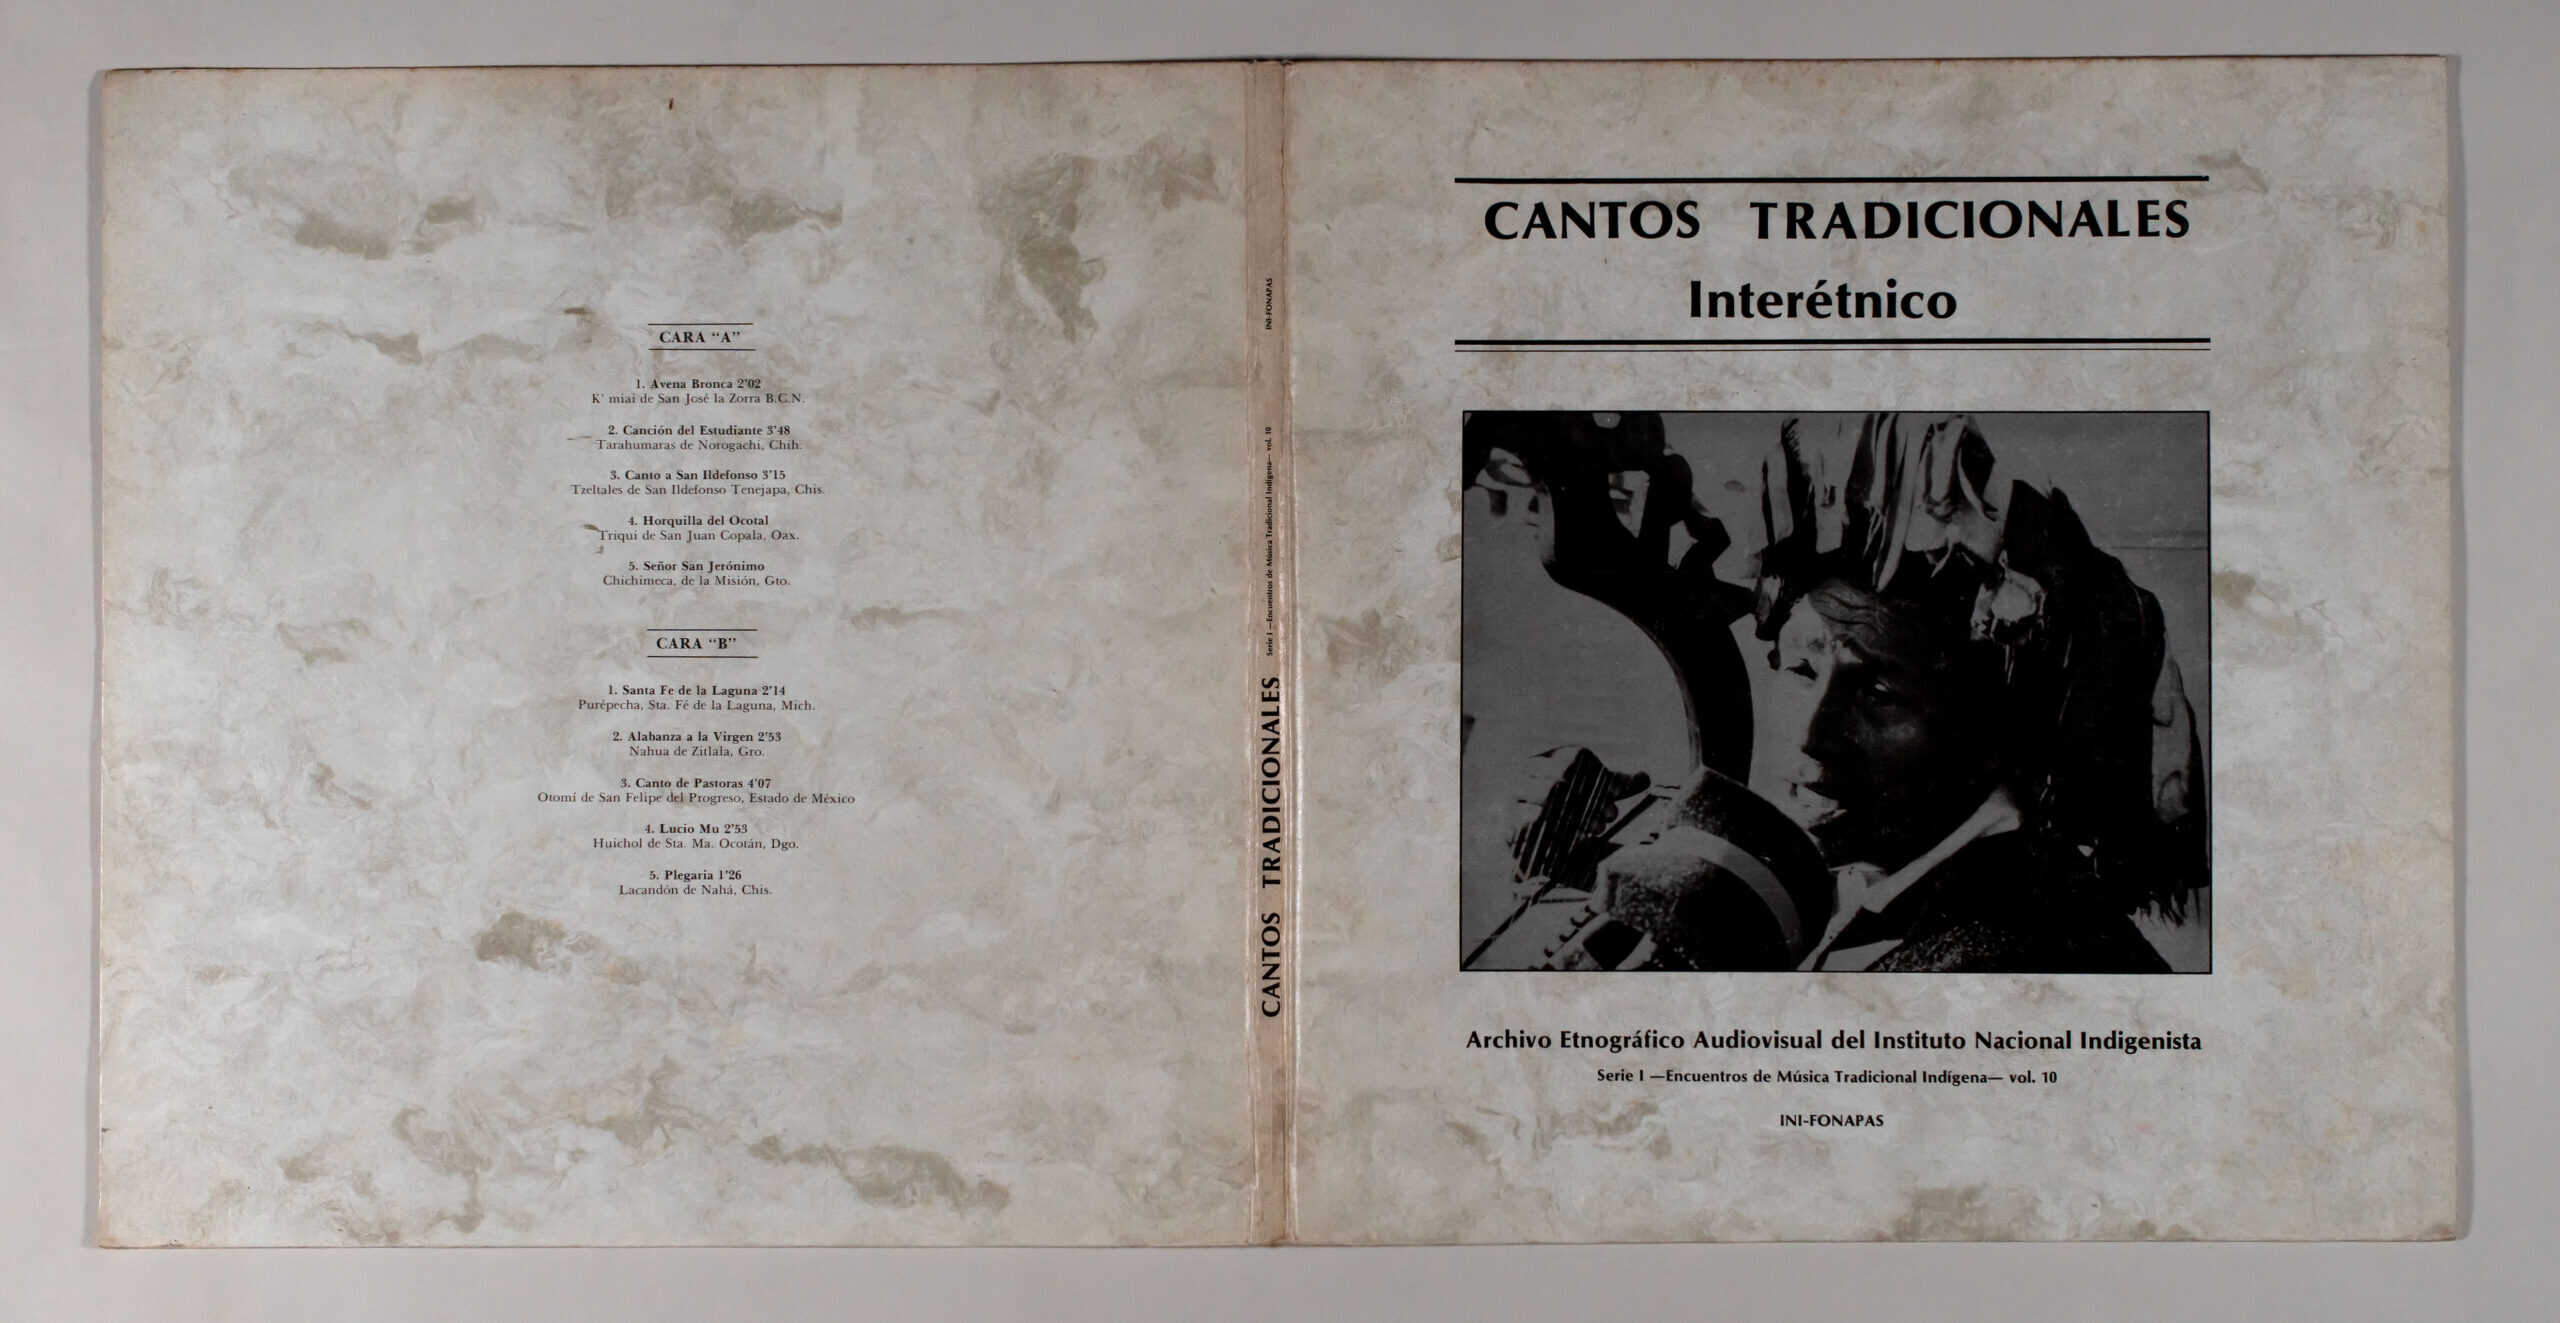 CARA “A”
1. Avena Bronca 2'02
K' miai de San José la Zorra B.C.N.
2. Canción del Estudiante 3'48
Tarahumaras de Norogachi, Chih.
3. Canto a San Ildefonso 3'15
Tzeltales de San Ildefonso Tenejapa, Chis.
4. Horquilla del Ocotal
Triqui de San Juan Copala, Oax.
5. Señor San Jerónimo
Chichimeca, de la Misión, Gto.
CARA “B”
1. Santa Fe de la Laguna 2'14
Purépecha, Sta. Fé de la Laguna, Mich.
2. Alabanza a la Virgen 2'53
Nahua de Zitlala, Gro.
3. Canto de Pastoras 4'07
Otomí de San Felipe del Progreso, Estado de México
4. Lucio Mu 2'53
Huichol de Sta. Ma. Ocotán, Dgo.
5. Plegaria 1'26
Lacandón de Nahá, Chis.
CANTOS TRADICIONALES Serie I —Encuentros de Música Tradicional Indígena— vol. 10 INI-FONAPAS
CANTOS TRADICIONALES
Interétnico
Archivo Etnográfico Audiovisual del Instituto Nacional Indigenista
Serie I —Encuentros de Música Tradicional Indígena— vol. 10
INI-FONAPAS